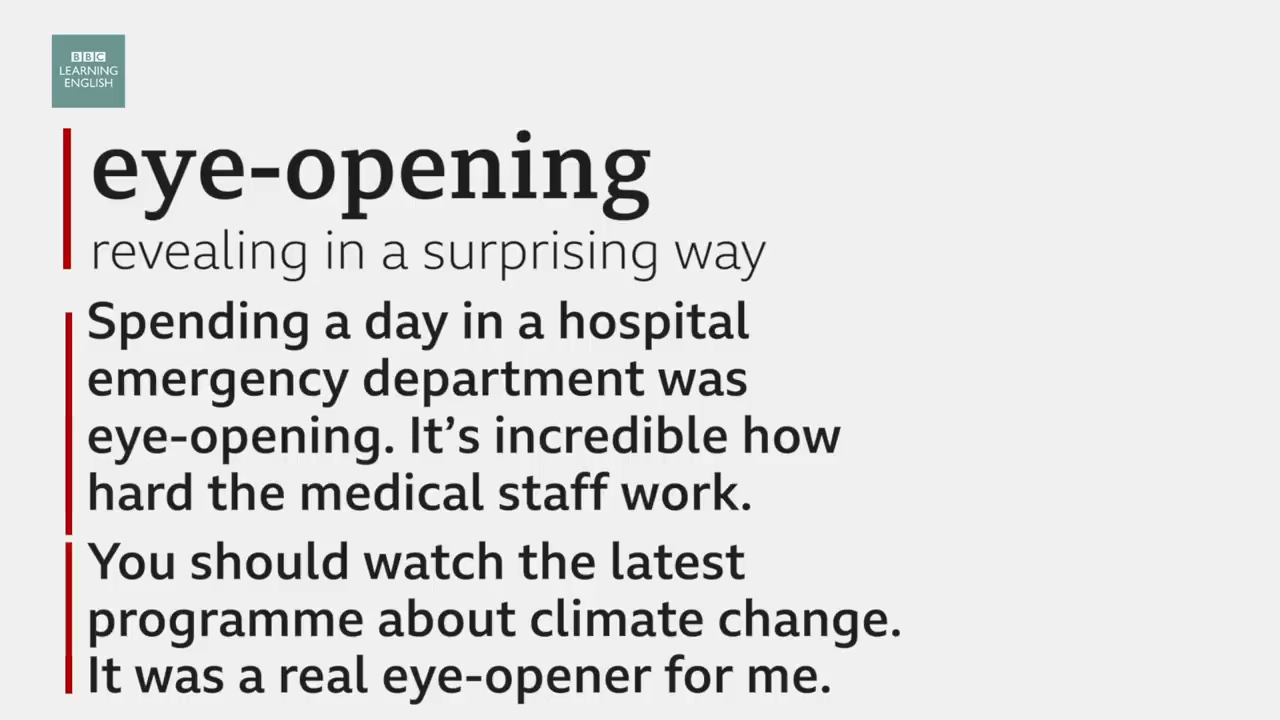 BBC
LEARNING
ENGLISH
eye-opening
revealing in a surprising way
Spending a day in a hospital
emergency department was
eye-opening. It’s incredible how
hard the medical staff work.
You should watch the latest
programme about climate change.
It was a real eye-opener for me.